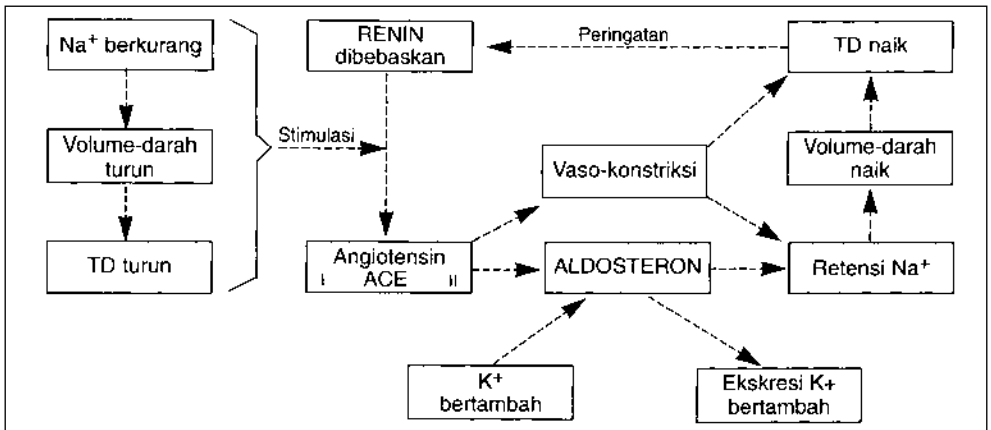 Na+ berkurang
Volume-darah
turun
TD turun
Stimulasi
RENIN
dibebaskan
Peringatan
TD naik
Volume-darah
naik
Vaso-konstriksi
Angiotensin
I ACE II
ALDOSTERON
Retensi Na+
K+
bertambah
Ekskresi K+
bertambah